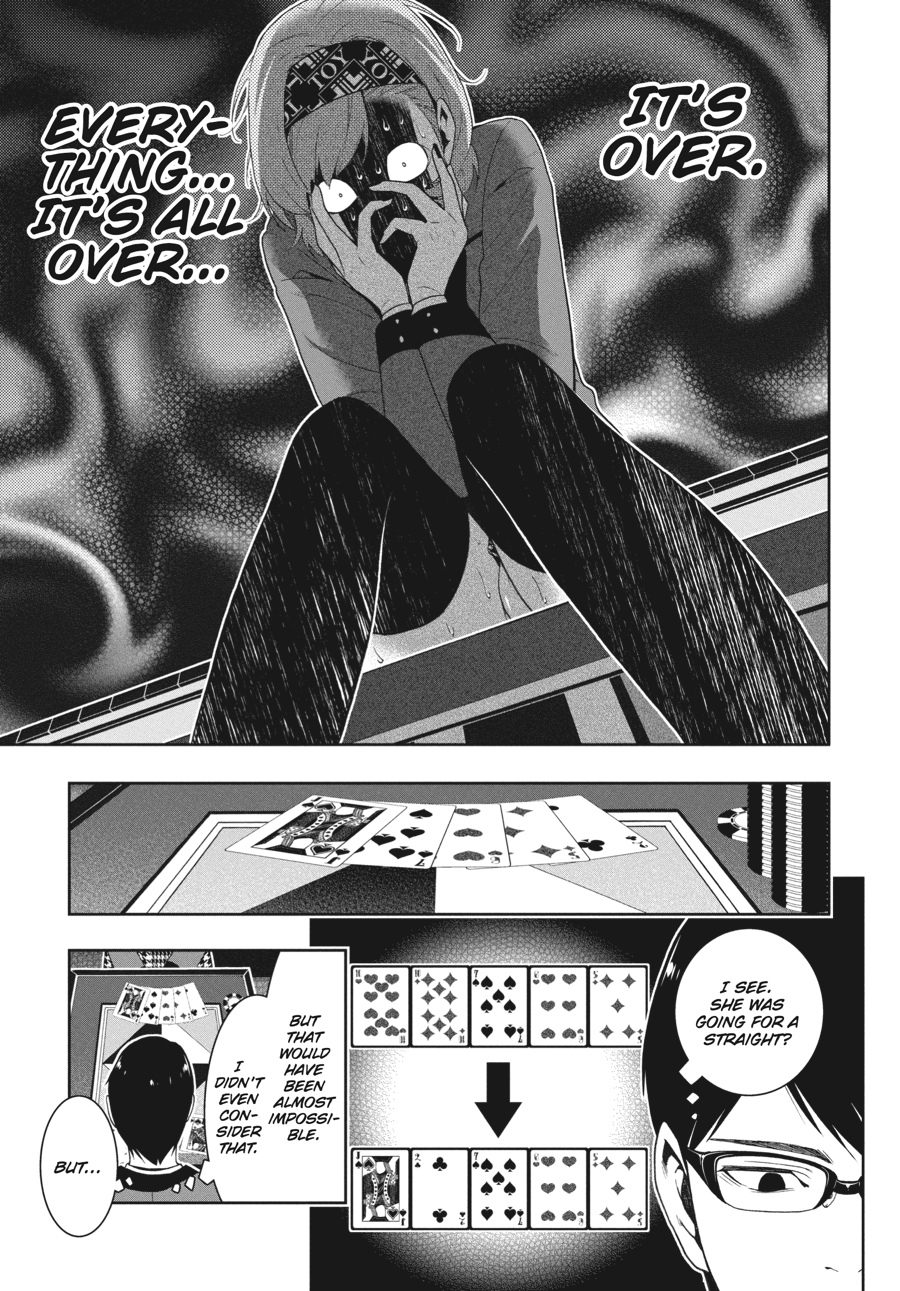 IT'S
OVER.
EVERY-
THING...
IT'S ALL
OVER...
I SEE.
SHE WAS
GOING FOR A
STRAIGHT?
BUT
THAT
WOULD
HAVE
BEEN
ALMOST
IMPOSSI-
BLE.
I
DIDN'T
EVEN
CON-
SIDER
THAT.
BUT...